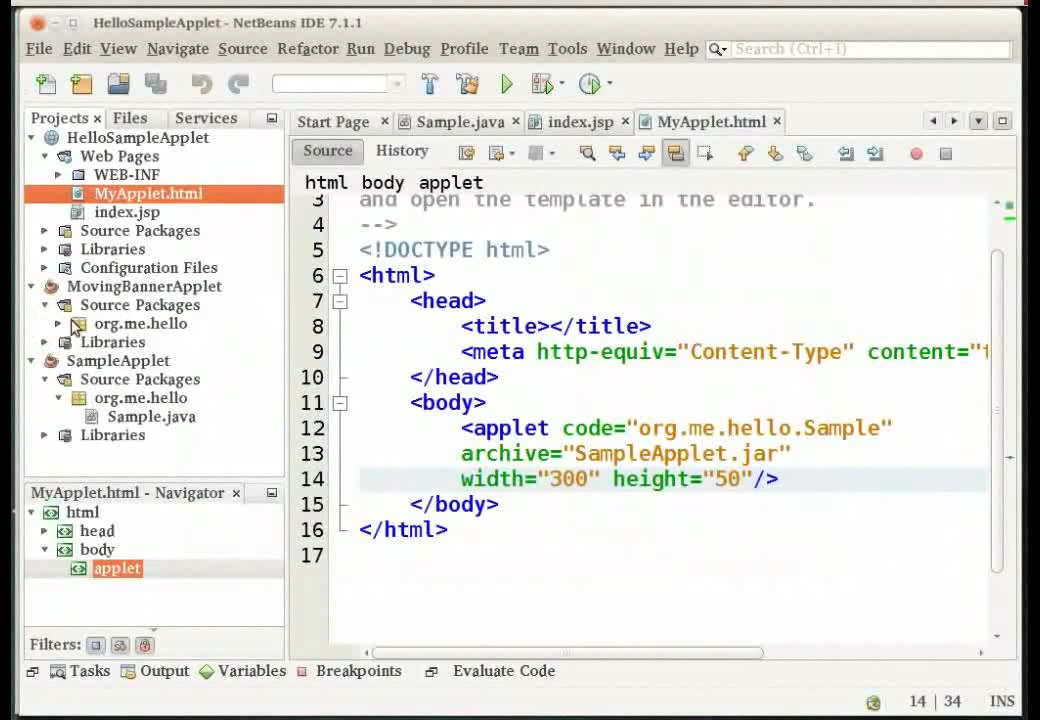 HelloSampleApplet - NetBeans IDE 7.1.1
File Edit View Navigate Source Refactor Run Debug Profile Team Tools Window Help Search (Ctrl+I)
Projects Files Services
HelloSampleApplet
Web Pages
WEB-INF
MyApplet.html
index.jsp
Source Packages
Libraries
Configuration Files
MovingBannerApplet
Source Packages
org.me.hello
Libraries
SampleApplet
Source Packages
org.me.hello
Sample.java
Libraries
MyApplet.html - Navigator
html
head
body
applet
Filters:
Start Page Sample.java index.jsp MyApplet.html
Source History
html body applet
3 and open the template in the editor.
4 -->
5 <!DOCTYPE html>
6 <html>
7 <head>
8 <title></title>
9 <meta http-equiv="Content-Type" content="t
10 </head>
11 <body>
12 <applet code="org.me.hello.Sample"
13 archive="SampleApplet.jar"
14 width="300" height="50"/>
15 </body>
16 </html>
17
Tasks Output Variables Breakpoints Evaluate Code
14 | 34 INS